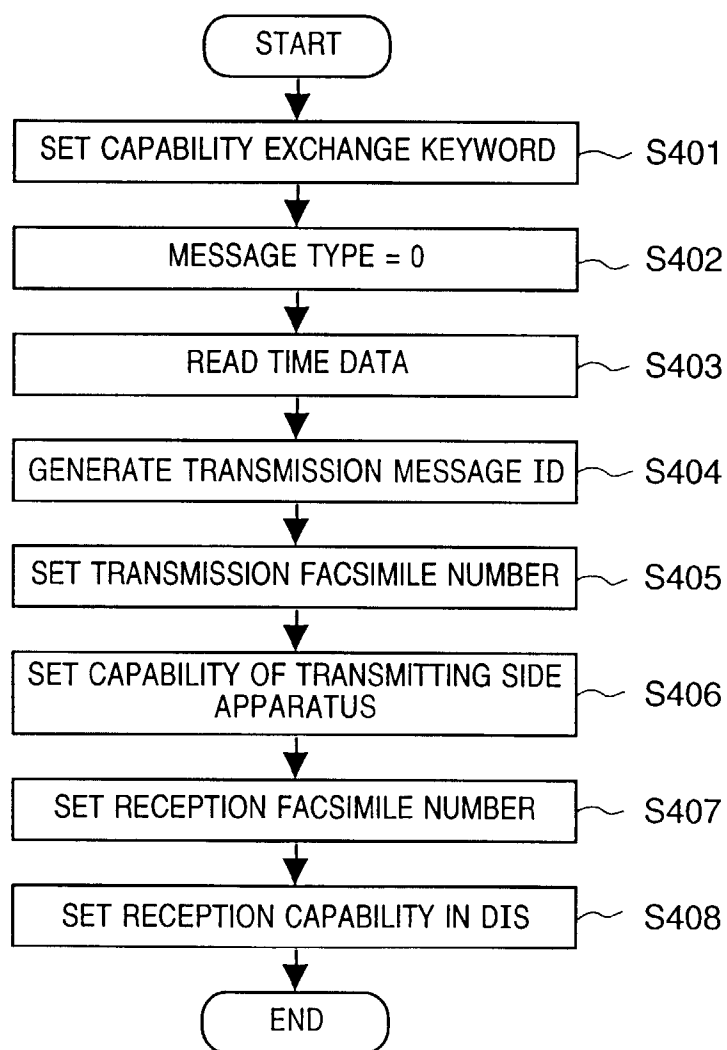 START
SET CAPABILITY EXCHANGE KEYWORD S401
MESSAGE TYPE = 0 S402
READ TIME DATA S403
GENERATE TRANSMISSION MESSAGE ID S404
SET TRANSMISSION FACSIMILE NUMBER S405
SET CAPABILITY OF TRANSMITTING SIDE
APPARATUS S406
SET RECEPTION FACSIMILE NUMBER S407
SET RECEPTION CAPABILITY IN DIS S408
END